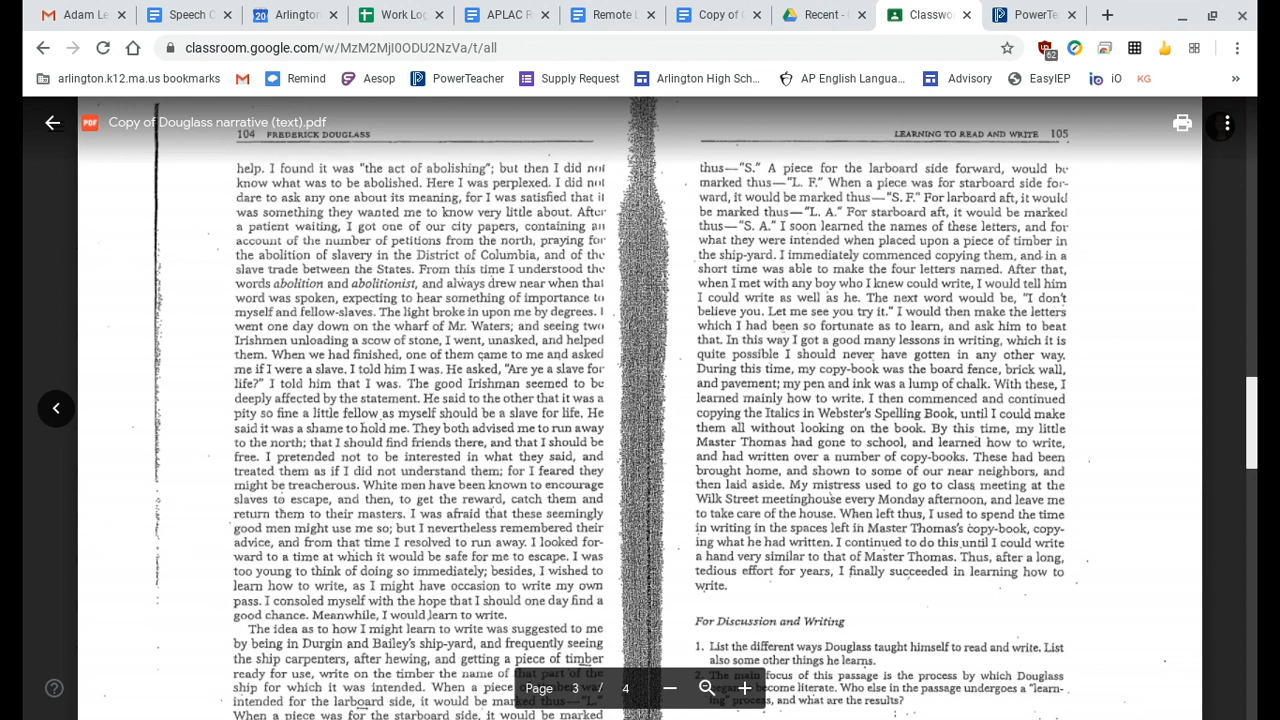 Adam Le
Speech C
Arlington
Work Log
APLAC R
Remote L
Copy of
Recent -
Classwo
PowerTe
classroom.google.com/w/MzM2MjI0ODU2NzVa/t/all
62
arlington.k12.ma.us bookmarks
Remind
Aesop
PowerTeacher
Supply Request
Arlington High Sch...
AP English Langua...
Advisory
EasyIEP
iO
KG
»
PDF
Copy of Douglass narrative (text).pdf
104 FREDERICK DOUGLASS
help. I found it was "the act of abolishing"; but then I did not
know what was to be abolished. Here I was perplexed. I did not
dare to ask any one about its meaning, for I was satisfied that it
was something they wanted me to know very little about. After
a patient waiting, I got one of our city papers, containing an
account of the number of petitions from the north, praying for
the abolition of slavery in the District of Columbia, and of the
slave trade between the States. From this time I understood the
words abolition and abolitionist, and always drew near when that
word was spoken, expecting to hear something of importance to
myself and fellow-slaves. The light broke in upon me by degrees. I
went one day down on the wharf of Mr. Waters; and seeing two
Irishmen unloading a scow of stone, I went, unasked, and helped
them. When we had finished, one of them came to me and asked
me if I were a slave. I told him I was. He asked, "Are ye a slave for
life?" I told him that I was. The good Irishman seemed to be
deeply affected by the statement. He said to the other that it was a
pity so fine a little fellow as myself should be a slave for life. He
said it was a shame to hold me. They both advised me to run away
to the north; that I should find friends there, and that I should be
free. I pretended not to be interested in what they said, and
treated them as if I did not understand them; for I feared they
might be treacherous. White men have been known to encourage
slaves to escape, and then, to get the reward, catch them and
return them to their masters. I was afraid that these seemingly
good men might use me so; but I nevertheless remembered their
advice, and from that time I resolved to run away. I looked for-
ward to a time at which it would be safe for me to escape. I was
too young to think of doing so immediately; besides, I wished to
learn how to write, as I might have occasion to write my own
pass. I consoled myself with the hope that I should one day find a
good chance. Meanwhile, I would learn to write.
The idea as to how I might learn to write was suggested to me
by being in Durgin and Bailey's ship-yard, and frequently seeing
the ship carpenters, after hewing, and getting a piece of timber
ready for use, write on the timber the name of that part of the
ship for which it was intended. When a piece of timber was
intended for the larboard side, it would be marked thus—"L."
When a piece was for the starboard side, it would be marked
LEARNING TO READ AND WRITE 105
thus—"S." A piece for the larboard side forward, would be
marked thus—"L. F." When a piece was for starboard side for-
ward, it would be marked thus—"S. F." For larboard aft, it would
be marked thus—"L. A." For starboard aft, it would be marked
thus—"S. A." I soon learned the names of these letters, and for
what they were intended when placed upon a piece of timber in
the ship-yard. I immediately commenced copying them, and in a
short time was able to make the four letters named. After that,
when I met with any boy who I knew could write, I would tell him
I could write as well as he. The next word would be, "I don't
believe you. Let me see you try it." I would then make the letters
which I had been so fortunate as to learn, and ask him to beat
that. In this way I got a good many lessons in writing, which it is
quite possible I should never have gotten in any other way.
During this time, my copy-book was the board fence, brick wall,
and pavement; my pen and ink was a lump of chalk. With these, I
learned mainly how to write. I then commenced and continued
copying the Italics in Webster's Spelling Book, until I could make
them all without looking on the book. By this time, my little
Master Thomas had gone to school, and learned how to write,
and had written over a number of copy-books. These had been
brought home, and shown to some of our near neighbors, and
then laid aside. My mistress used to go to class meeting at the
Wilk Street meetinghouse every Monday afternoon, and leave me
to take care of the house. When left thus, I used to spend the time
in writing in the spaces left in Master Thomas's copy-book, copy-
ing what he had written. I continued to do this until I could write
a hand very similar to that of Master Thomas. Thus, after a long,
tedious effort for years, I finally succeeded in learning how to
write.
For Discussion and Writing
1. List the different ways Douglass taught himself to read and write. List
also some other things he learns.
2. The main focus of this passage is the process by which Douglass
began to become literate. Who else in the passage undergoes a "learn-
ing" process, and what are the results?
Page 3 / 4